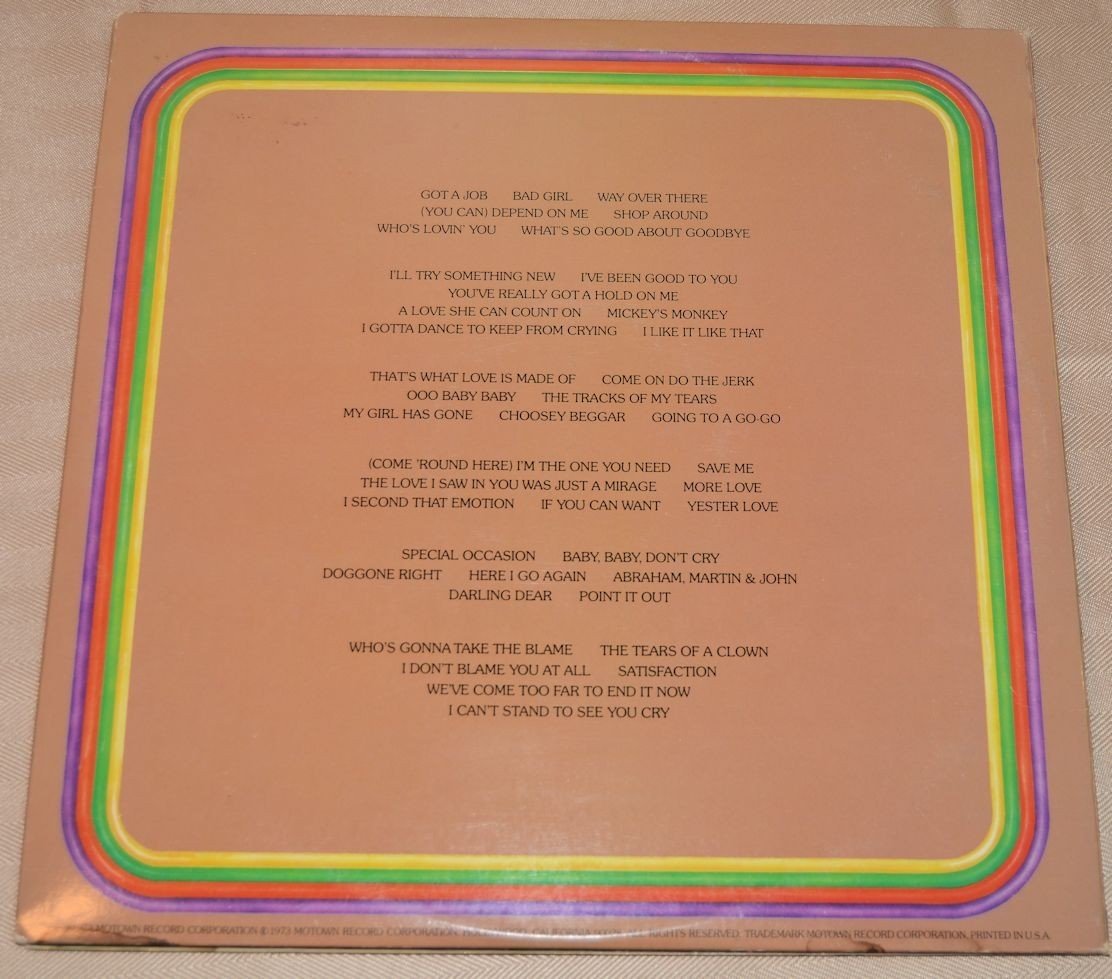 GOT A JOB BAD GIRL WAY OVER THERE
(YOU CAN) DEPEND ON ME SHOP AROUND
WHO'S LOVIN' YOU WHAT'S SO GOOD ABOUT GOODBYE
I'LL TRY SOMETHING NEW I'VE BEEN GOOD TO YOU
YOU'VE REALLY GOT A HOLD ON ME
A LOVE SHE CAN COUNT ON MICKEY'S MONKEY
I GOTTA DANCE TO KEEP FROM CRYING I LIKE IT LIKE THAT
THAT'S WHAT LOVE IS MADE OF COME ON DO THE JERK
OOO BABY BABY THE TRACKS OF MY TEARS
MY GIRL HAS GONE CHOOSEY BEGGAR GOING TO A GO-GO
(COME 'ROUND HERE) I'M THE ONE YOU NEED SAVE ME
THE LOVE I SAW IN YOU WAS JUST A MIRAGE MORE LOVE
I SECOND THAT EMOTION IF YOU CAN WANT YESTER LOVE
SPECIAL OCCASION BABY, BABY, DON'T CRY
DOGGONE RIGHT HERE I GO AGAIN ABRAHAM, MARTIN & JOHN
DARLING DEAR POINT IT OUT
WHO'S GONNA TAKE THE BLAME THE TEARS OF A CLOWN
I DON'T BLAME YOU AT ALL SATISFACTION
WE'VE COME TOO FAR TO END IT NOW
I CAN'T STAND TO SEE YOU CRY
MOTOWN RECORD CORPORATION © 1973 MOTOWN RECORD CORPORATION, CALIFORNIA ALL RIGHTS RESERVED. TRADEMARK MOTOWN RECORD CORPORATION, PRINTED IN U.S.A.